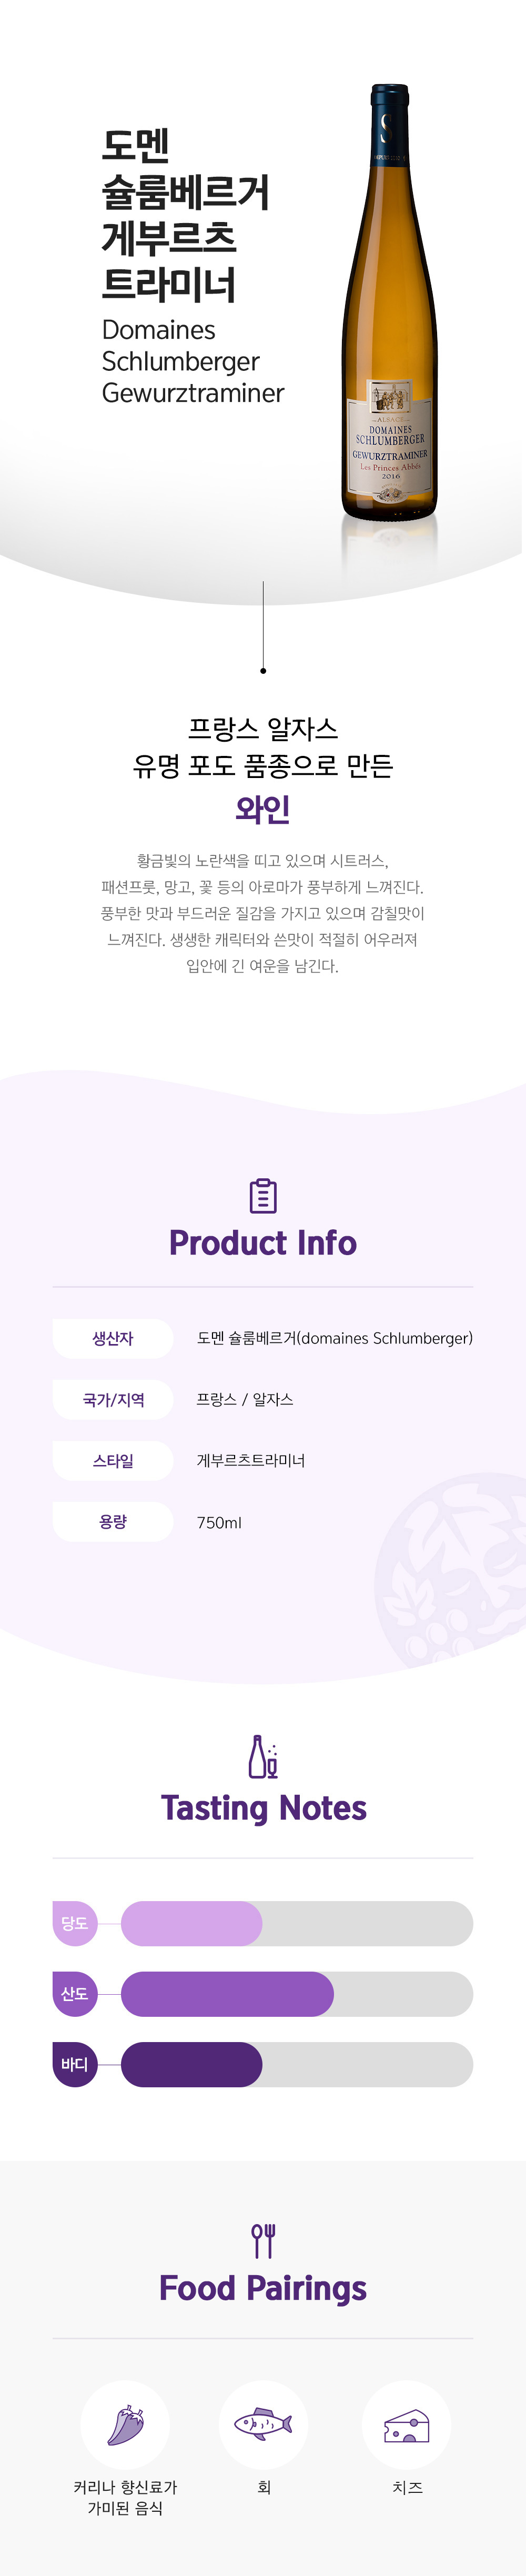 도멘
슐룸베르거
게부르츠
트라미너
Domaines
Schlumberger
Gewurztraminer
S
ALSACE
DOMAINES
SCHLUMBERGER
GEWURZTRAMINER
Les Princes Abbés
2016
프랑스 알자스
유명 포도 품종으로 만든
와인
황금빛의 노란색을 띠고 있으며 시트러스,
패션프룻, 망고, 꽃 등의 아로마가 풍부하게 느껴진다.
풍부한 맛과 부드러운 질감을 가지고 있으며 감칠맛이
느껴진다. 생생한 캐릭터와 쓴맛이 적절히 어우러져
입안에 긴 여운을 남긴다.
Product Info
생산자 도멘 슐룸베르거(domaines Schlumberger)
국가/지역 프랑스 / 알자스
스타일 게부르츠트라미너
용량 750ml
Tasting Notes
당도
산도
바디
Food Pairings
커리나 향신료가
가미된 음식
회
치즈